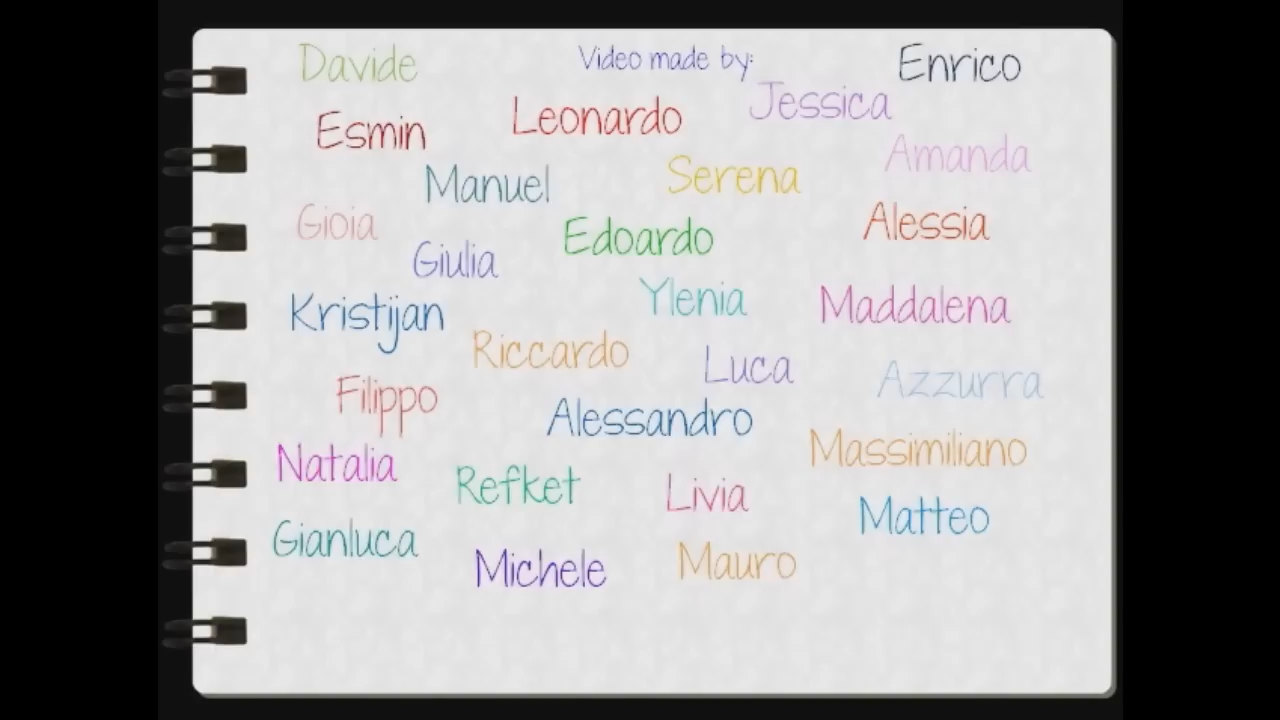 Davide
Video made by:
Enrico
Esmin
Leonardo
Jessica
Amanda
Manuel
Serena
Gioia
Edoardo
Alessia
Giulia
Ylenia
Kristijan
Maddalena
Riccardo
Luca
Azzurra
Filippo
Alessandro
Massimiliano
Natalia
Refket
Livia
Matteo
Gianluca
Michele
Mauro